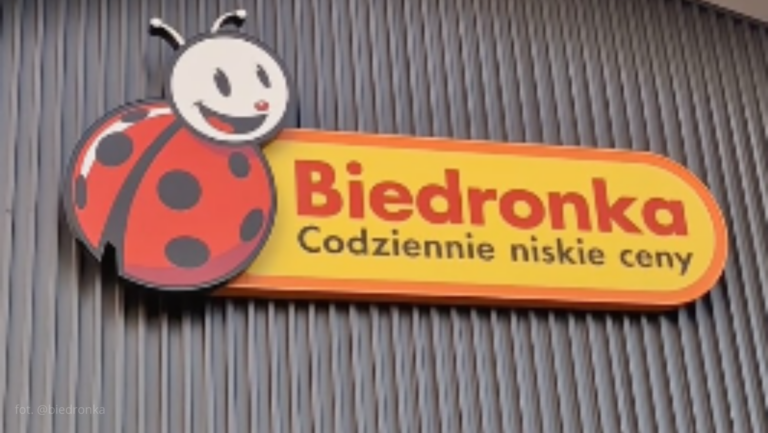 Biedronka
Codziennie niskie ceny
fot. @biedronka